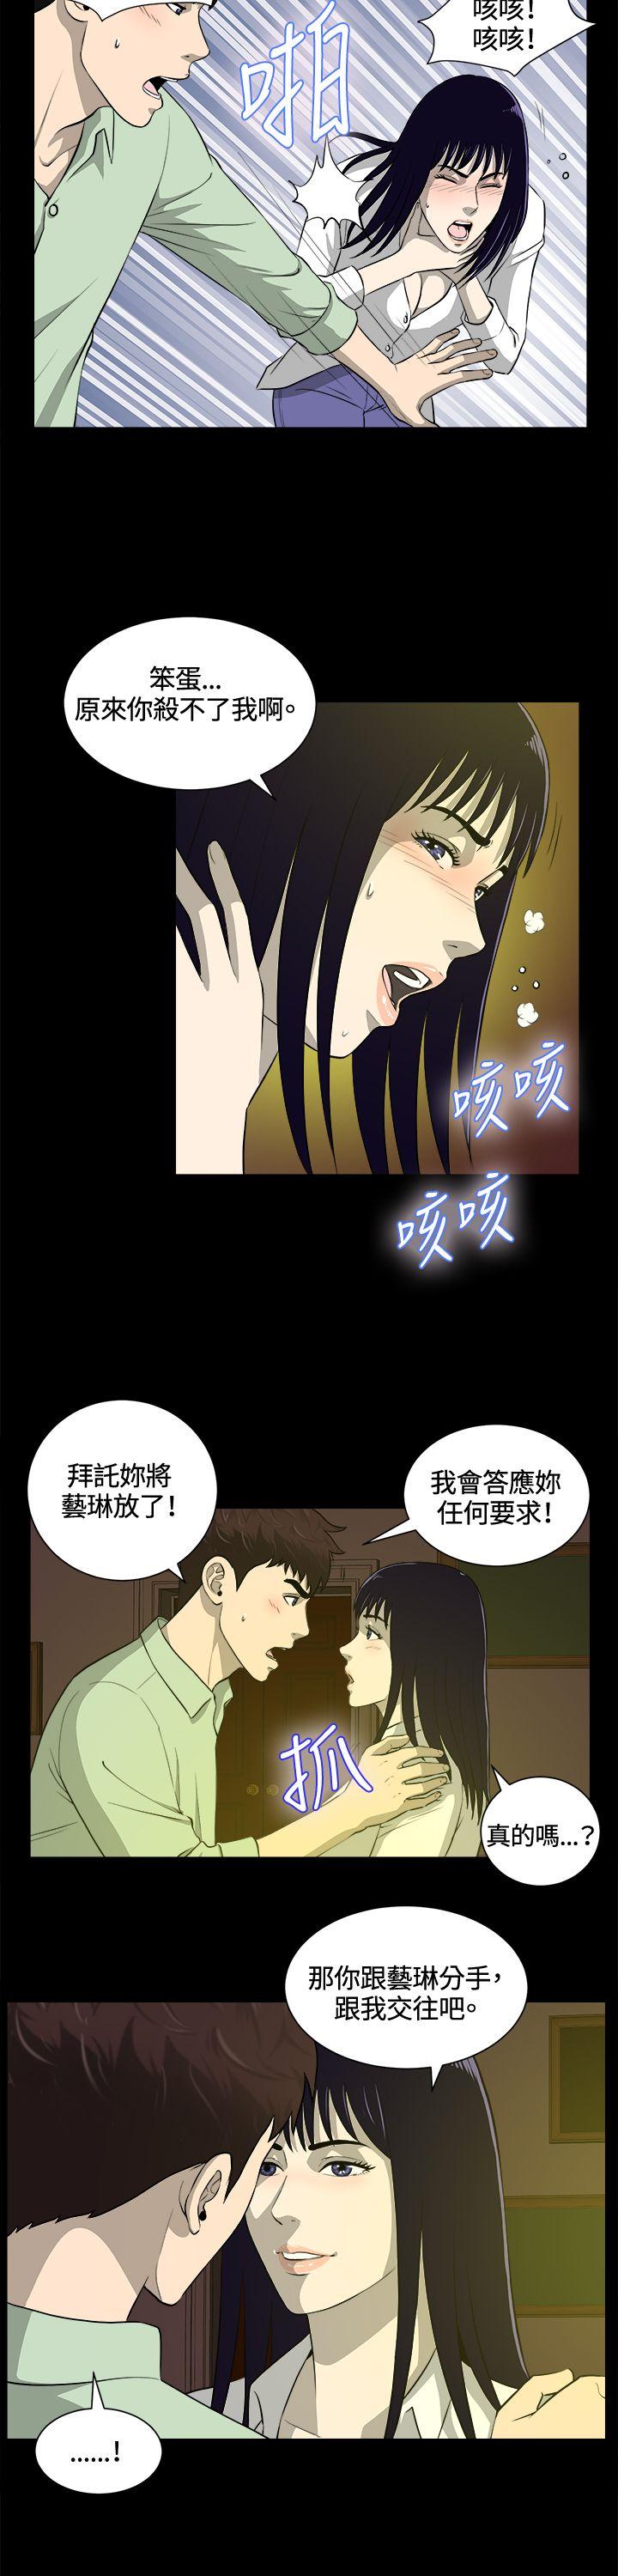 咳咳！
咳咳！
啪
笨蛋…
原來你殺不了我啊。
咳咳
咳咳
拜託妳將
藝琳放了！
我會答應妳
任何要求！
抓
真的嗎…？
那你跟藝琳分手，
跟我交往吧。
……！